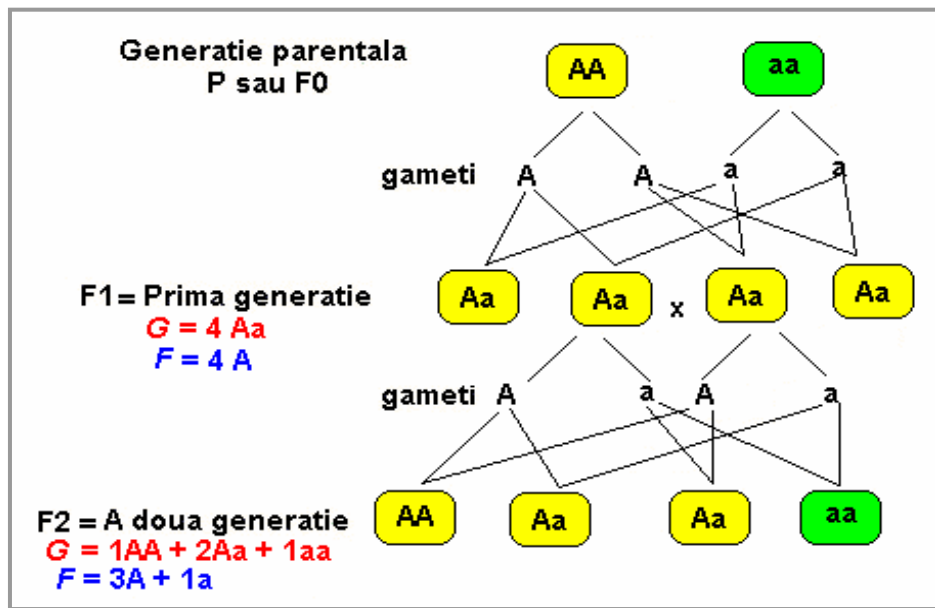 Generatie parentala
P sau F0
AA aa
gameti A A a a
Aa Aa x Aa Aa
F1 = Prima generatie
G = 4 Aa
F = 4 A
gameti A a A a
AA Aa Aa aa
F2 = A doua generatie
G = 1AA + 2Aa + 1aa
F = 3A + 1a